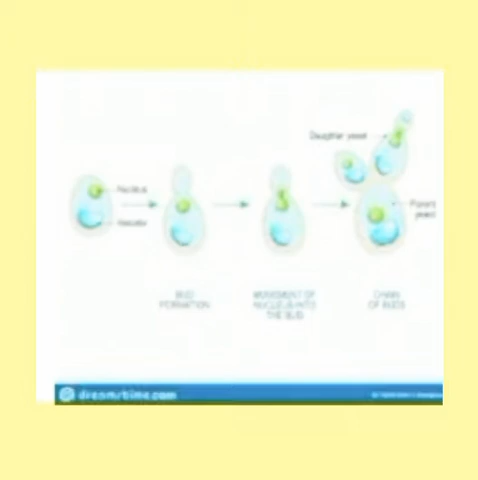 Daughter yeast
Nucleus
Vacuole
Parent
yeast
BUD
FORMATION
MOVEMENT OF
NUCLEUS INTO
THE BUD
CHAIN
OF BUDS
dreamstime.com